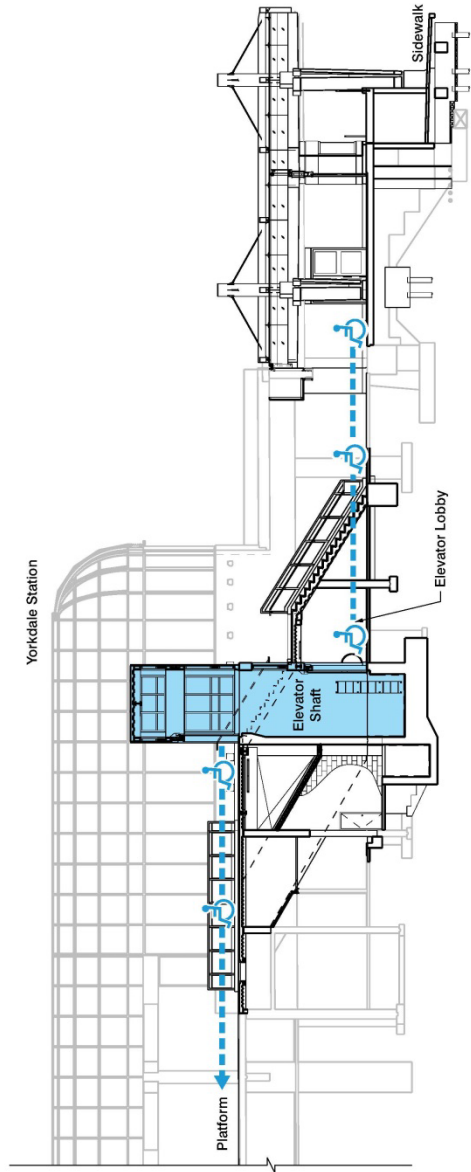 Yorkdale Station
Sidewalk
Elevator
Shaft
Elevator Lobby
Platform